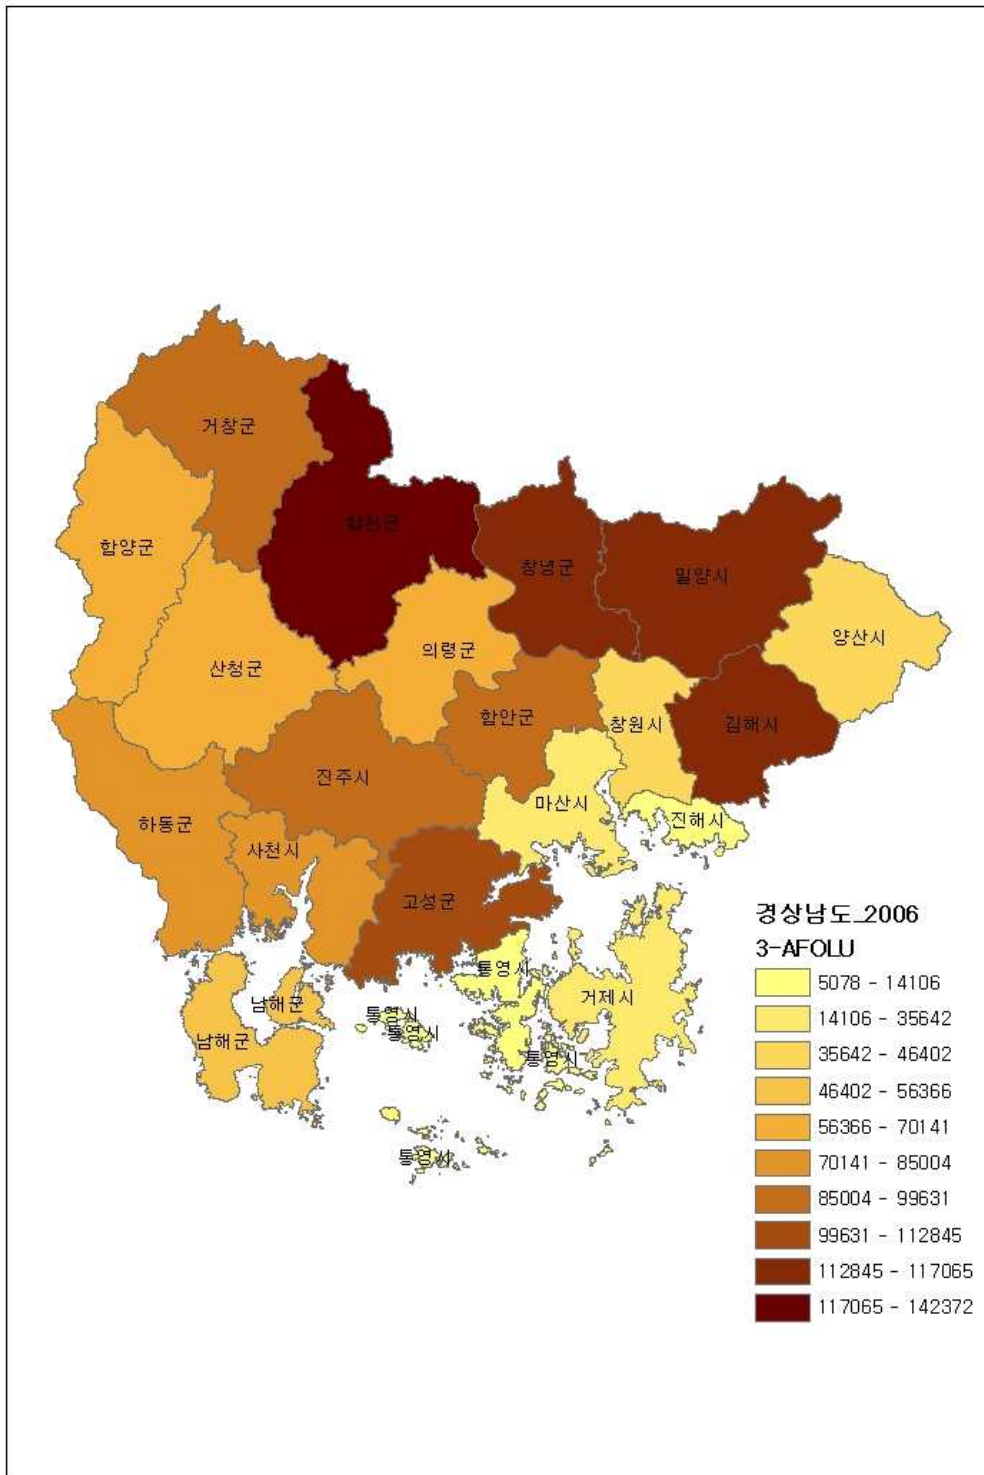 거창군
합천군
함양군
창녕군
밀양시
양산시
의령군
산청군
함안군
창원시
김해시
진주시
마산시
진해시
하동군
사천시
고성군
통영시
거제시
남해군
통영시
통영시
남해군
통영시
통영시
경상남도_2006
3-AFOLU
5078 - 14106
14106 - 35642
35642 - 46402
46402 - 56366
56366 - 70141
70141 - 85004
85004 - 99631
99631 - 112845
112845 - 117065
117065 - 142372